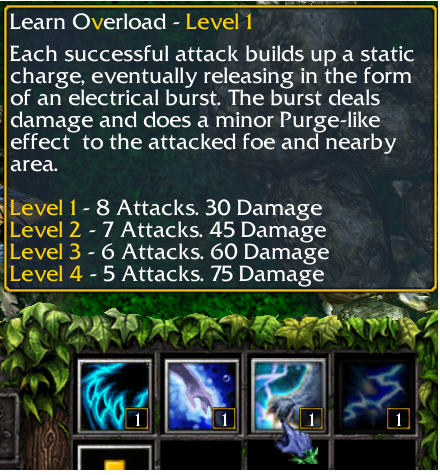 Learn Overload - Level 1
Each successful attack builds up a static
charge, eventually releasing in the form
of an electrical burst. The burst deals
damage and does a minor Purge-like
effect  to the attacked foe and nearby
area.
Level 1 - 8 Attacks. 30 Damage
Level 2 - 7 Attacks. 45 Damage
Level 3 - 6 Attacks. 60 Damage
Level 4 - 5 Attacks. 75 Damage
1 1 1 1